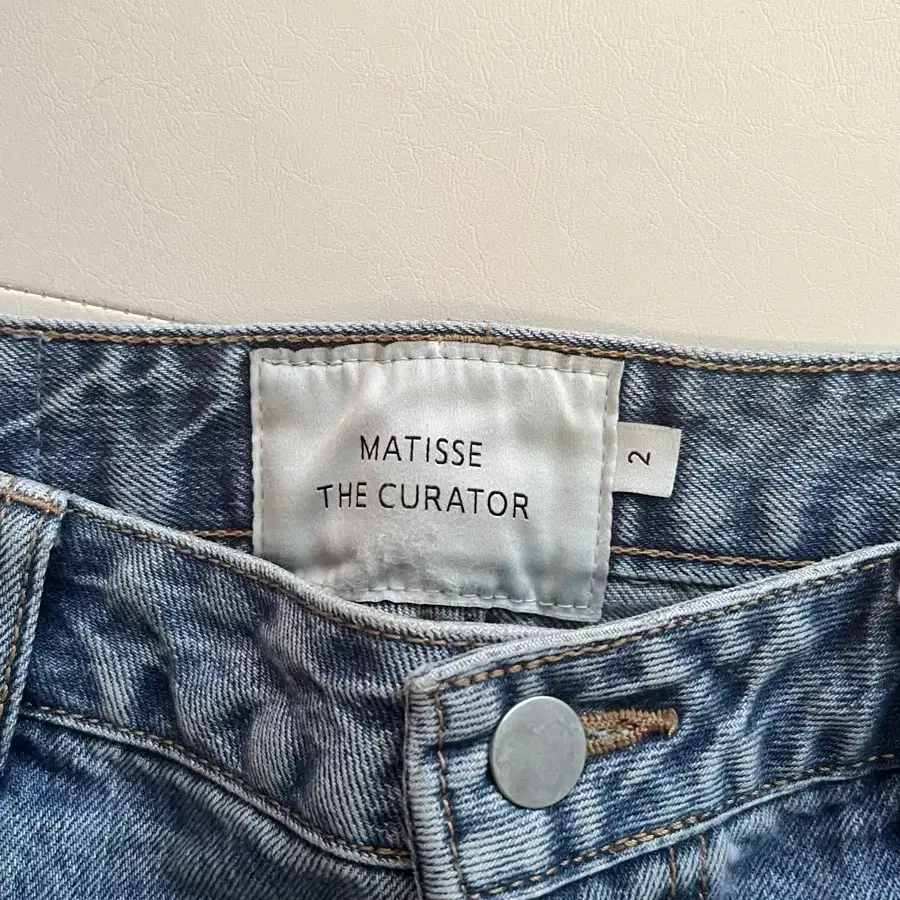 MATISSE
THE CURATOR
2